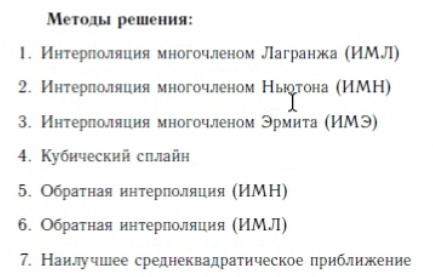 Методы решения:
1. Интерполяция многочленом Лагранжа (ИМЛ)
2. Интерполяция многочленом Ньютона (ИМН)
3. Интерполяция многочленом Эрмита (ИМЭ)
4. Кубический сплайн
5. Обратная интерполяция (ИМН)
6. Обратная интерполяция (ИМЛ)
7. Наилучшее среднеквадратическое приближение